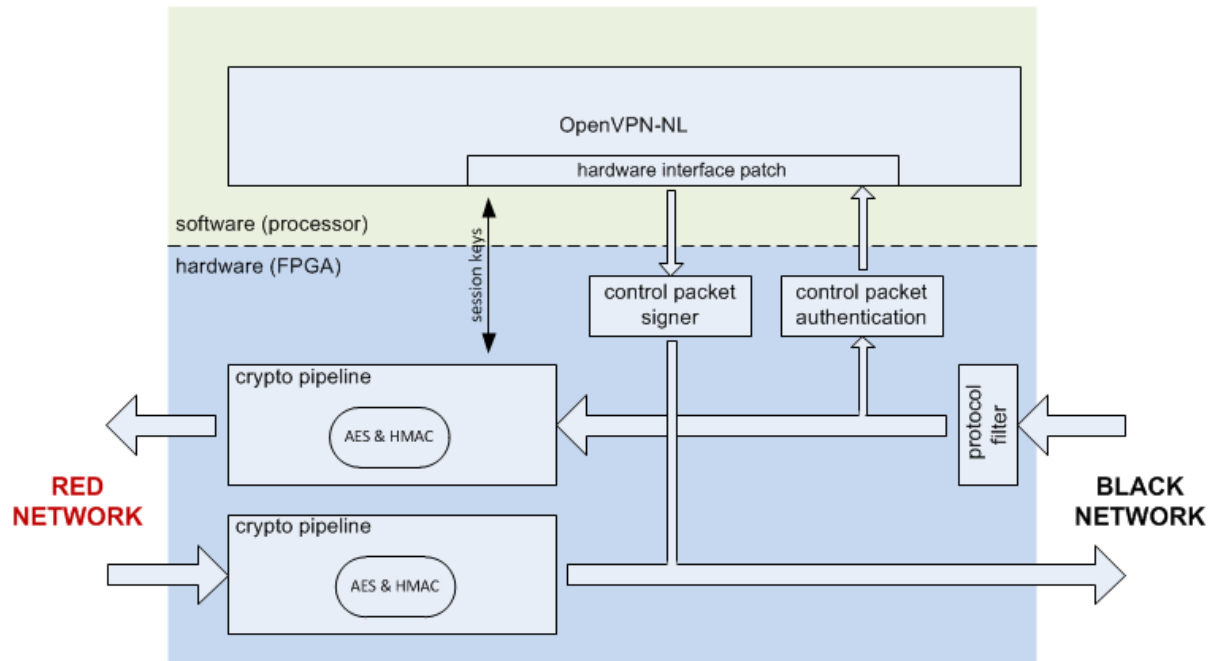 OpenVPN-NL
hardware interface patch
software (processor)
hardware (FPGA)
session keys
control packet
signer
control packet
authentication
crypto pipeline
AES & HMAC
protocol
filter
RED
NETWORK
BLACK
NETWORK
crypto pipeline
AES & HMAC